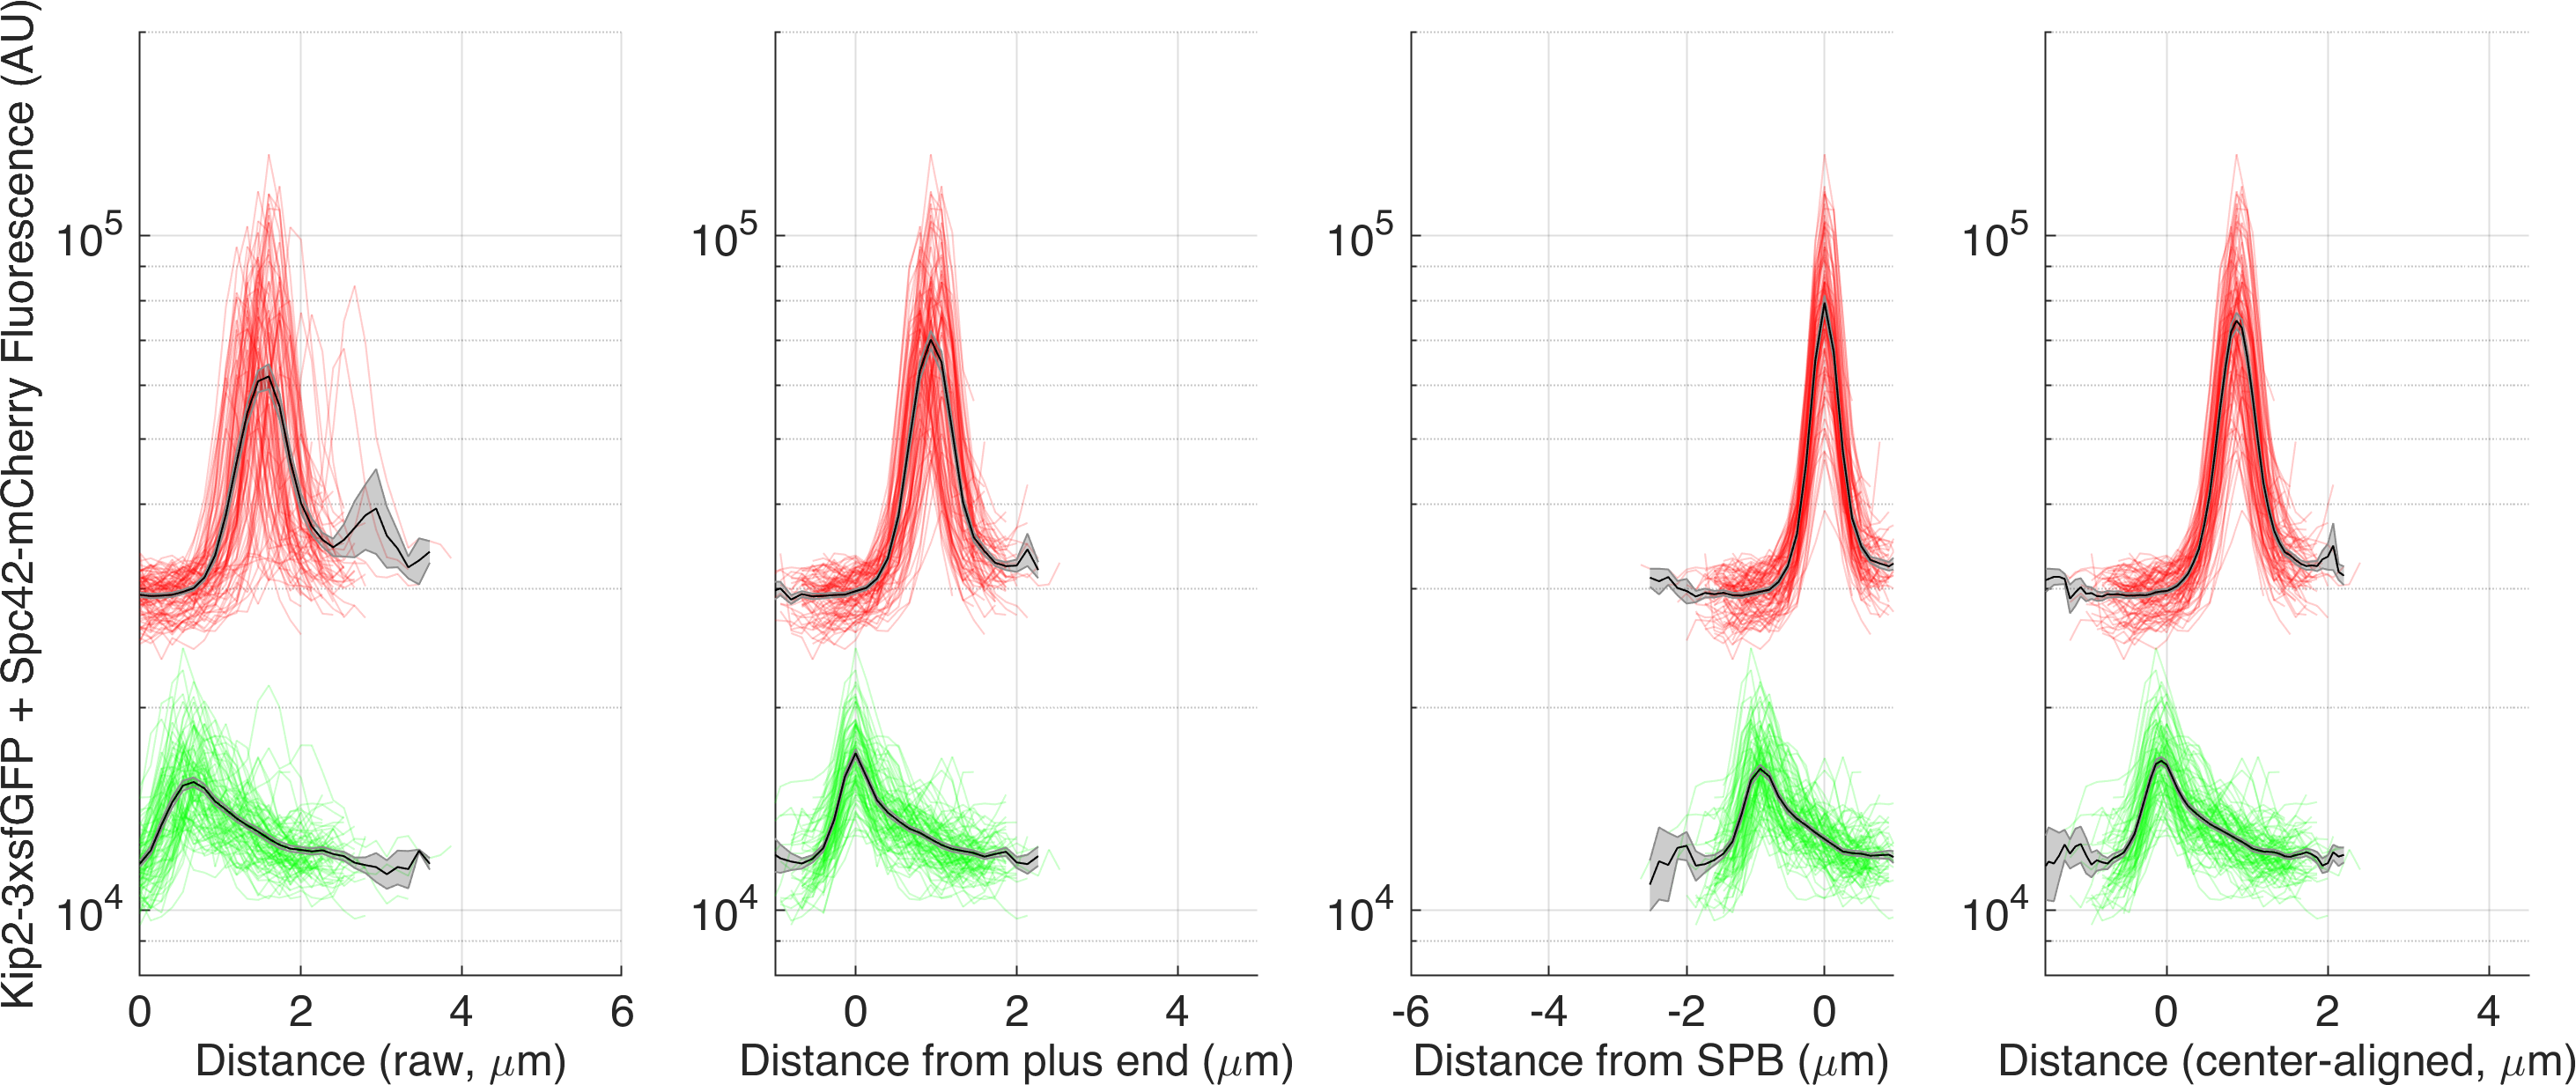 Kip2-3xsfGFP + Spc42-mCherry Fluorescence (AU)
10^5
10^4
0 2 4 6
Distance (raw, μm)
10^5
10^4
0 2 4
Distance from plus end (μm)
10^5
10^4
-6 -4 -2 0
Distance from SPB (μm)
10^5
10^4
0 2 4
Distance (center-aligned, μm)